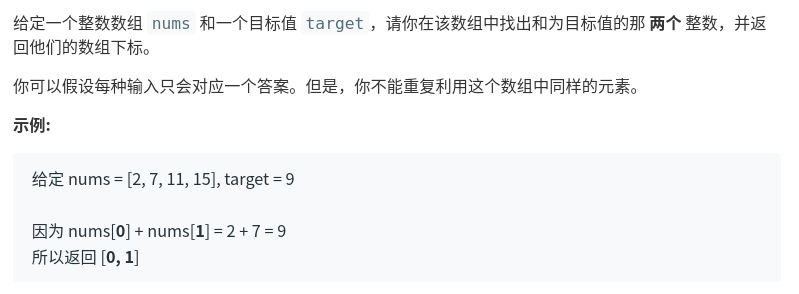 给定一个整数数组 nums 和一个目标值 target，请你在该数组中找出和为目标值的那 两个 整数，并返
回他们的数组下标。
你可以假设每种输入只会对应一个答案。但是，你不能重复利用这个数组中同样的元素。
示例:
给定 nums = [2, 7, 11, 15], target = 9
因为 nums[0] + nums[1] = 2 + 7 = 9
所以返回 [0, 1]